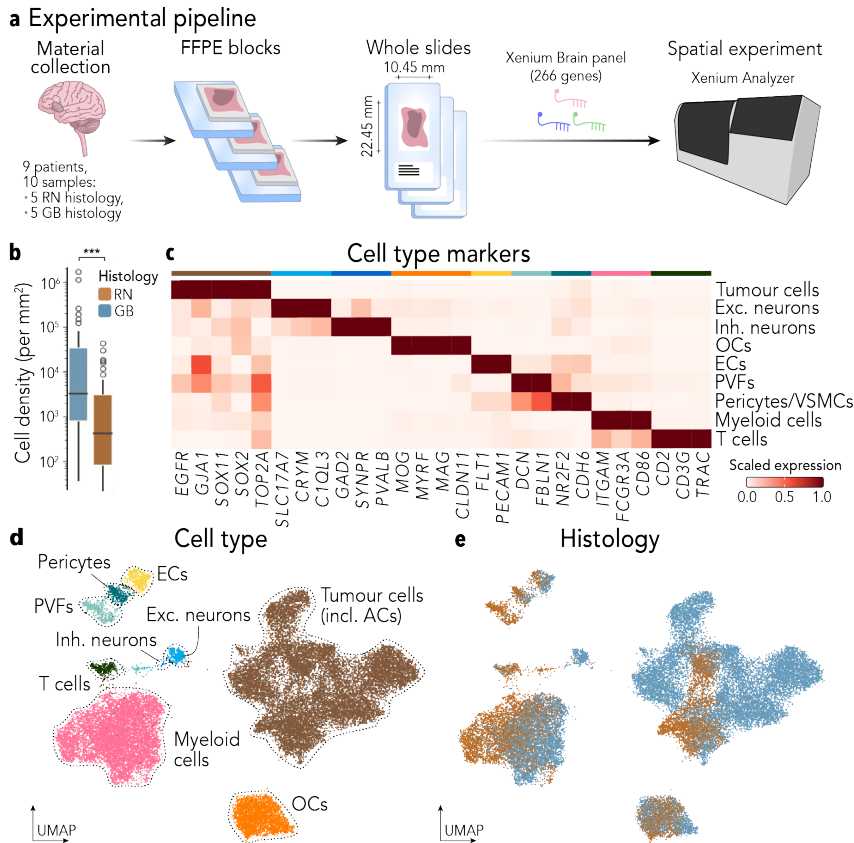 a Experimental pipeline
Material
collection
9 patients,
10 samples:
• 5 RN histology,
• 5 GB histology
FFPE blocks
Whole slides
10.45 mm
22.45 mm
Xenium Brain panel
(266 genes)
Spatial experiment
Xenium Analyzer
b
***
Histology
RN
GB
Cell density (per mm²)
10⁶
10⁵
10⁴
10³
10²
c Cell type markers
Tumour cells
Exc. neurons
Inh. neurons
OCs
ECs
PVFs
Pericytes/VSMCs
Myeloid cells
T cells
EGFR
GJA1
SOX11
SOX2
TOP2A
SLC17A7
CRYM
C1QL3
GAD2
SYNPR
PVALB
MOG
MYRF
MAG
CLDN11
FLT1
PECAM1
DCN
FBLN1
NR2F2
CDH6
ITGAM
FCGR3A
CD86
CD2
CD3G
TRAC
Scaled expression
0.0 0.5 1.0
d Cell type
Pericytes
ECs
PVFs
Exc. neurons
Inh. neurons
T cells
Tumour cells
(incl. ACs)
Myeloid
cells
OCs
UMAP
e Histology
UMAP